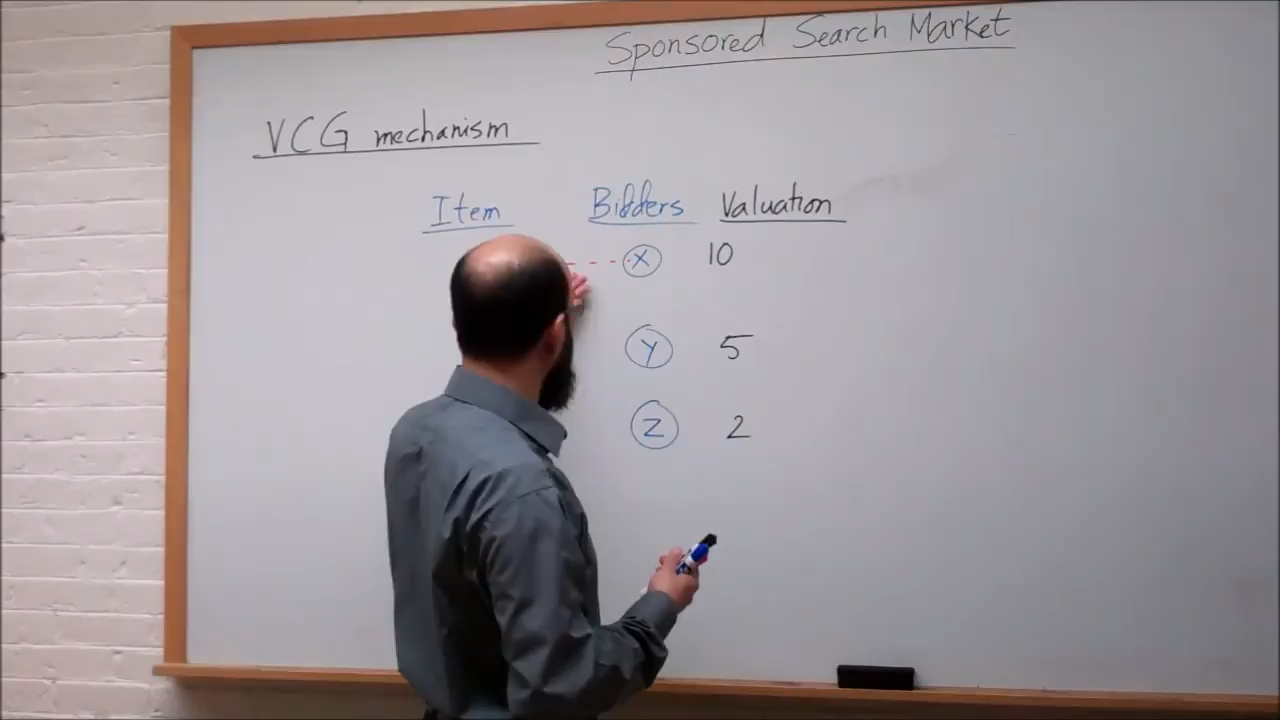 Sponsored Search Market
VCG mechanism
Item Bidders Valuation
X 10
Y 5
Z 2